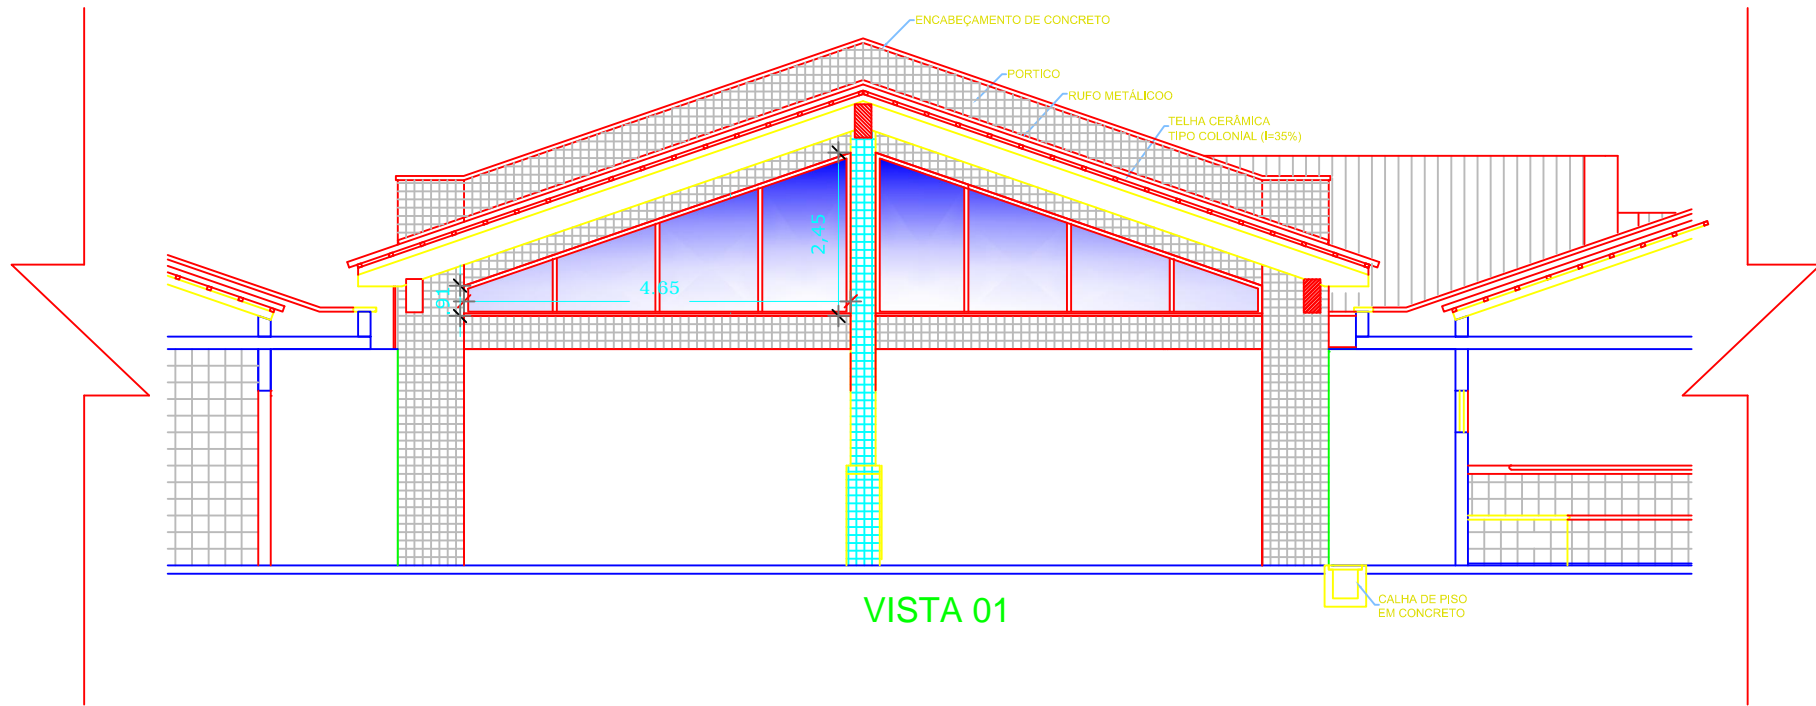 ENCABEÇAMENTO DE CONCRETO
PORTICO
RUFO METÁLICOO
TELHA CERÂMICA
TIPO COLONIAL (I=35%)
2,45
4.65
91
VISTA 01
CALHA DE PISO
EM CONCRETO